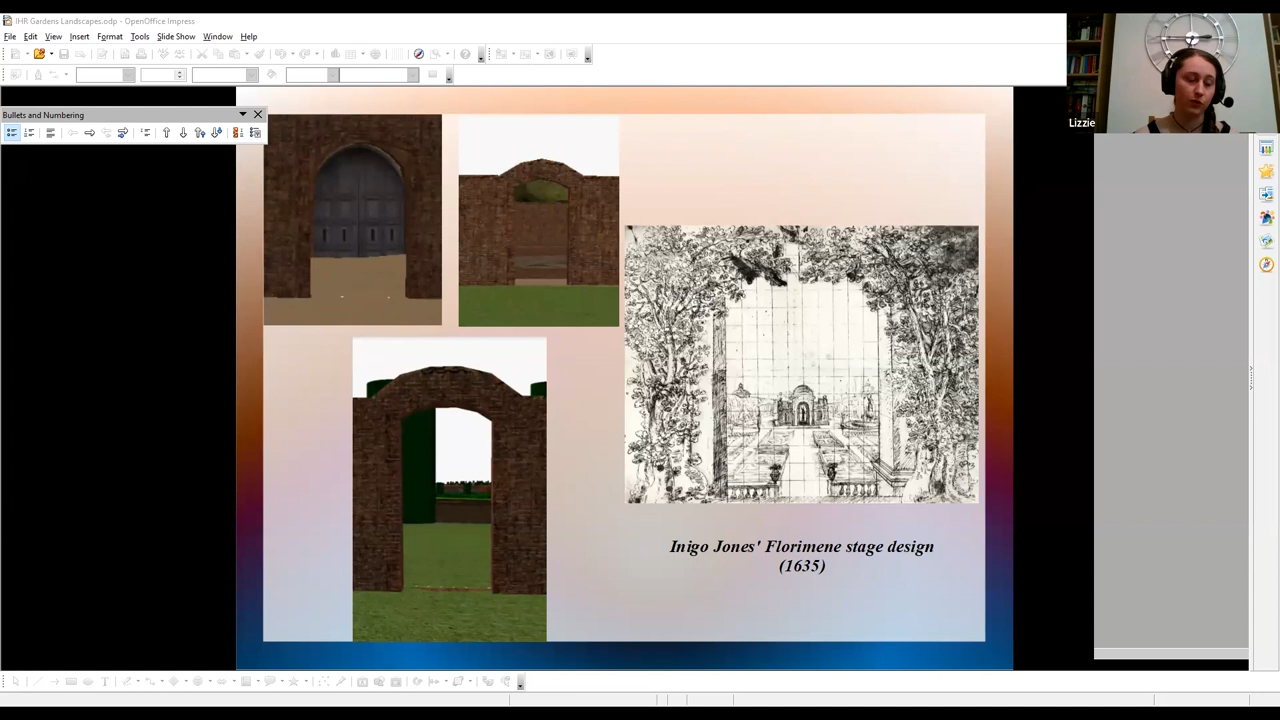 IHR Gardens Landscapes.odp - OpenOffice Impress
File Edit View Insert Format Tools Slide Show Window Help
Bullets and Numbering
Lizzie
Inigo Jones' Florimene stage design
(1635)